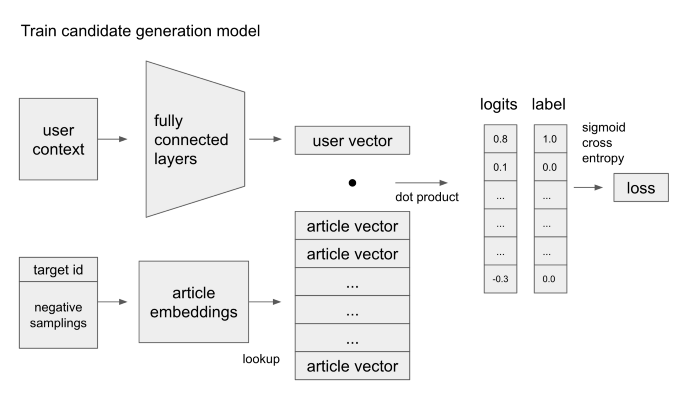 Train candidate generation model
user
context
fully
connected
layers
user vector
dot product
target id
negative
samplings
article
embeddings
lookup
article vector
article vector
...
...
...
article vector
logits
0.8
0.1
...
...
...
-0.3
label
1.0
0.0
...
...
...
0.0
sigmoid
cross
entropy
loss